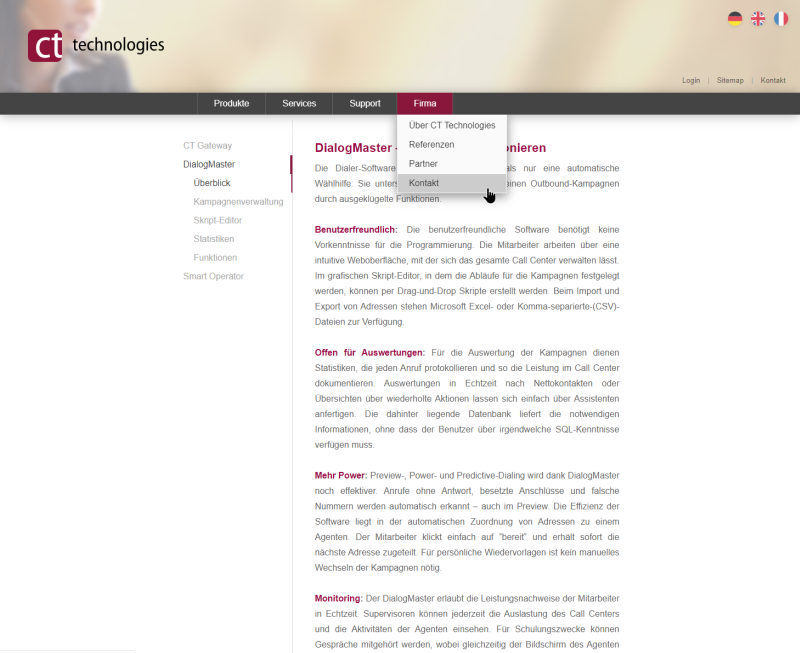 ct technologies
Login | Sitemap | Kontakt
Produkte Services Support Firma
Über CT Technologies
Referenzen
Partner
Kontakt
CT Gateway
DialogMaster
Überblick
Kampagnenverwaltung
Skript-Editor
Statistiken
Funktionen
Smart Operator
DialogMaster
Die Dialer-Software als nur eine automatische
Wählhilfe: Sie Outbound-Kampagnen
durch ausgeklügelte Funktionen.
Benutzerfreundlich: Die benutzerfreundliche Software benötigt keine
Vorkenntnisse für die Programmierung. Die Mitarbeiter arbeiten über eine
intuitive Weboberfläche, mit der sich das gesamte Call Center verwalten lässt.
Im grafischen Skript-Editor, in dem die Abläufe für die Kampagnen festgelegt
werden, können per Drag-und-Drop Skripte erstellt werden. Beim Import und
Export von Adressen stehen Microsoft Excel- oder Komma-separierte-(CSV)-
Dateien zur Verfügung.
Offen für Auswertungen: Für die Auswertung der Kampagnen dienen
Statistiken, die jeden Anruf protokollieren und so die Leistung im Call Center
dokumentieren. Auswertungen in Echtzeit nach Nettokontakten oder
Übersichten über wiederholte Aktionen lassen sich einfach über Assistenten
anfertigen. Die dahinter liegende Datenbank liefert die notwendigen
Informationen, ohne dass der Benutzer über irgendwelche SQL-Kenntnisse
verfügen muss.
Mehr Power: Preview-, Power- und Predictive-Dialing wird dank DialogMaster
noch effektiver. Anrufe ohne Antwort, besetzte Anschlüsse und falsche
Nummern werden automatisch erkannt – auch im Preview. Die Effizienz der
Software liegt in der automatischen Zuordnung von Adressen zu einem
Agenten. Der Mitarbeiter klickt einfach auf "bereit" und erhält sofort die
nächste Adresse zugeteilt. Für persönliche Wiedervorlagen ist kein manuelles
Wechseln der Kampagnen nötig.
Monitoring: Der DialogMaster erlaubt die Leistungsnachweise der Mitarbeiter
in Echtzeit. Supervisoren können jederzeit die Auslastung des Call Centers
und die Aktivitäten der Agenten einsehen. Für Schulungszwecke können
Gespräche mitgehört werden, wobei gleichzeitig der Bildschirm des Agenten